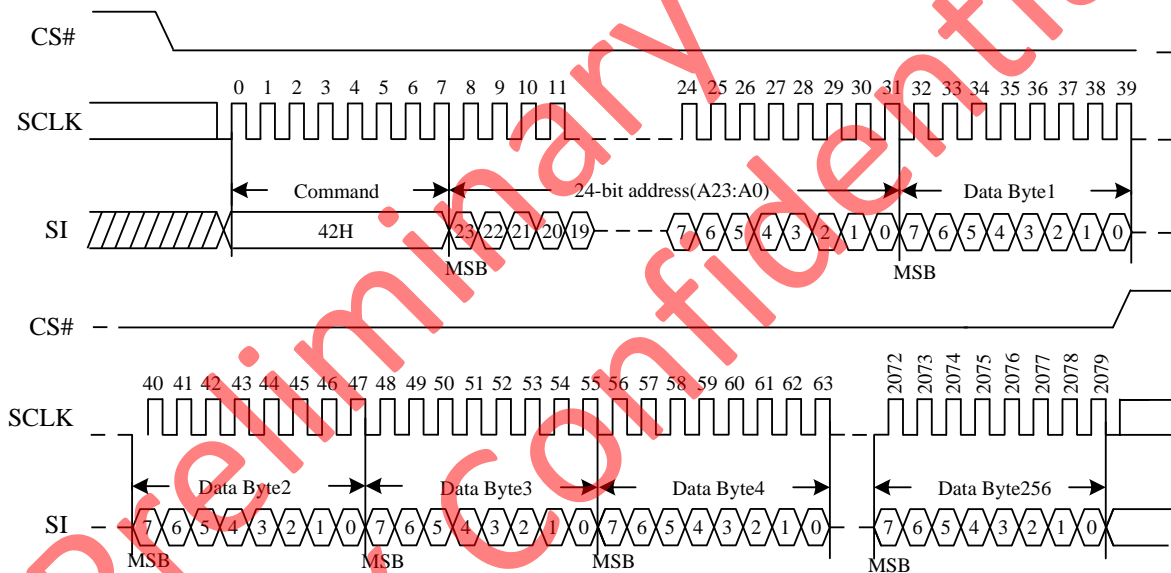 CS#
0 1 2 3 4 5 6 7 8 9 10 11 24 25 26 27 28 29 30 31 32 33 34 35 36 37 38 39
SCLK
Command 24-bit address(A23:A0) Data Byte1
SI 42H 23 22 21 20 19 7 6 5 4 3 2 1 0 7 6 5 4 3 2 1 0
MSB MSB
CS#
40 41 42 43 44 45 46 47 48 49 50 51 52 53 54 55 56 57 58 59 60 61 62 63 2072 2073 2074 2075 2076 2077 2078 2079
SCLK
Data Byte2 Data Byte3 Data Byte4 Data Byte256
SI 7 6 5 4 3 2 1 0 7 6 5 4 3 2 1 0 7 6 5 4 3 2 1 0 7 6 5 4 3 2 1 0
MSB MSB MSB MSB
Preliminary
Confidenti